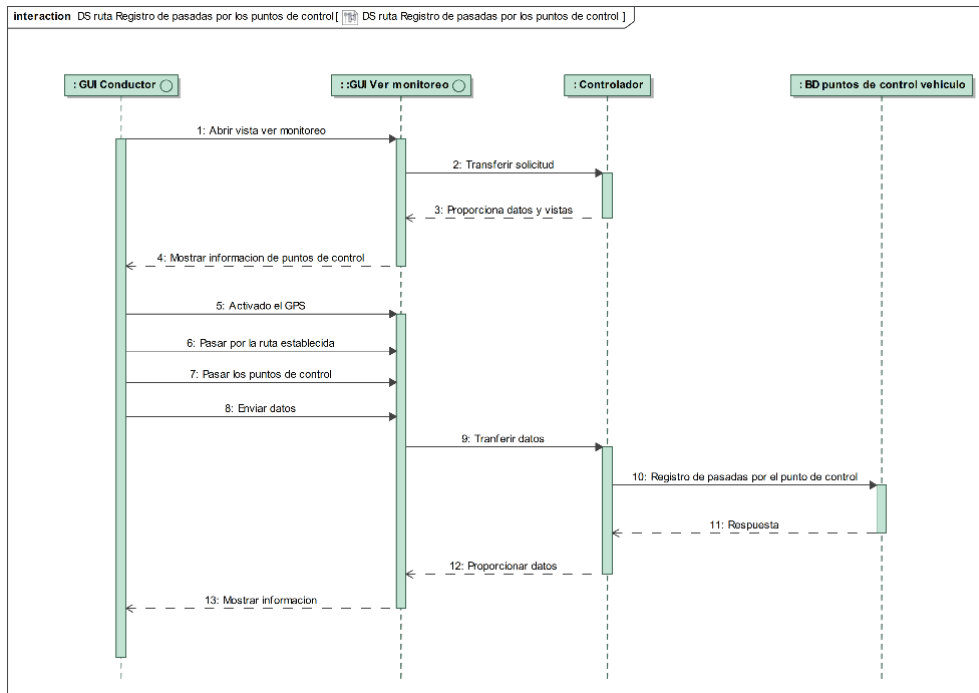 interaction DS ruta Registro de pasadas por los puntos de control[ DS ruta Registro de pasadas por los puntos de control ]
: GUI Conductor
: :GUI Ver monitoreo
: Controlador
: BD puntos de control vehiculo
1: Abrir vista ver monitoreo
2: Transferir solicitud
3: Proporciona datos y vistas
4: Mostrar informacion de puntos de control
5: Activado el GPS
6: Pasar por la ruta establecida
7: Pasar los puntos de control
8: Enviar datos
9: Tranferir datos
10: Registro de pasadas por el punto de control
11: Respuesta
12: Proporcionar datos
13: Mostrar informacion